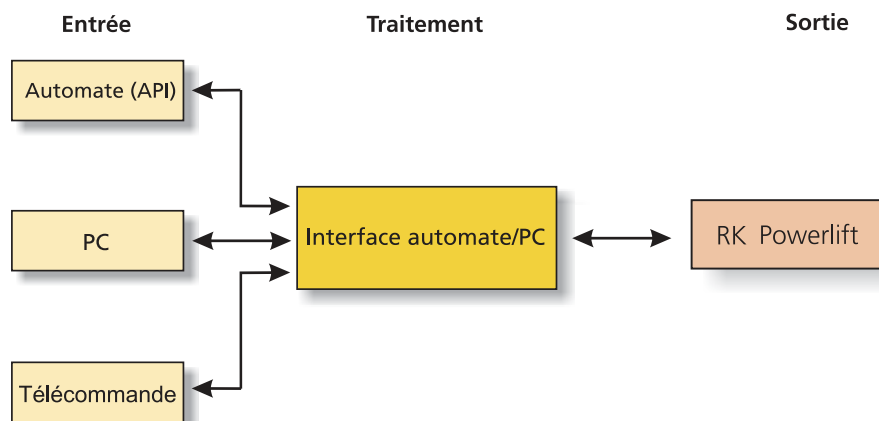 Entrée
Traitement
Sortie
Automate (API)
PC
Interface automate/PC
RK Powerlift
Télécommande